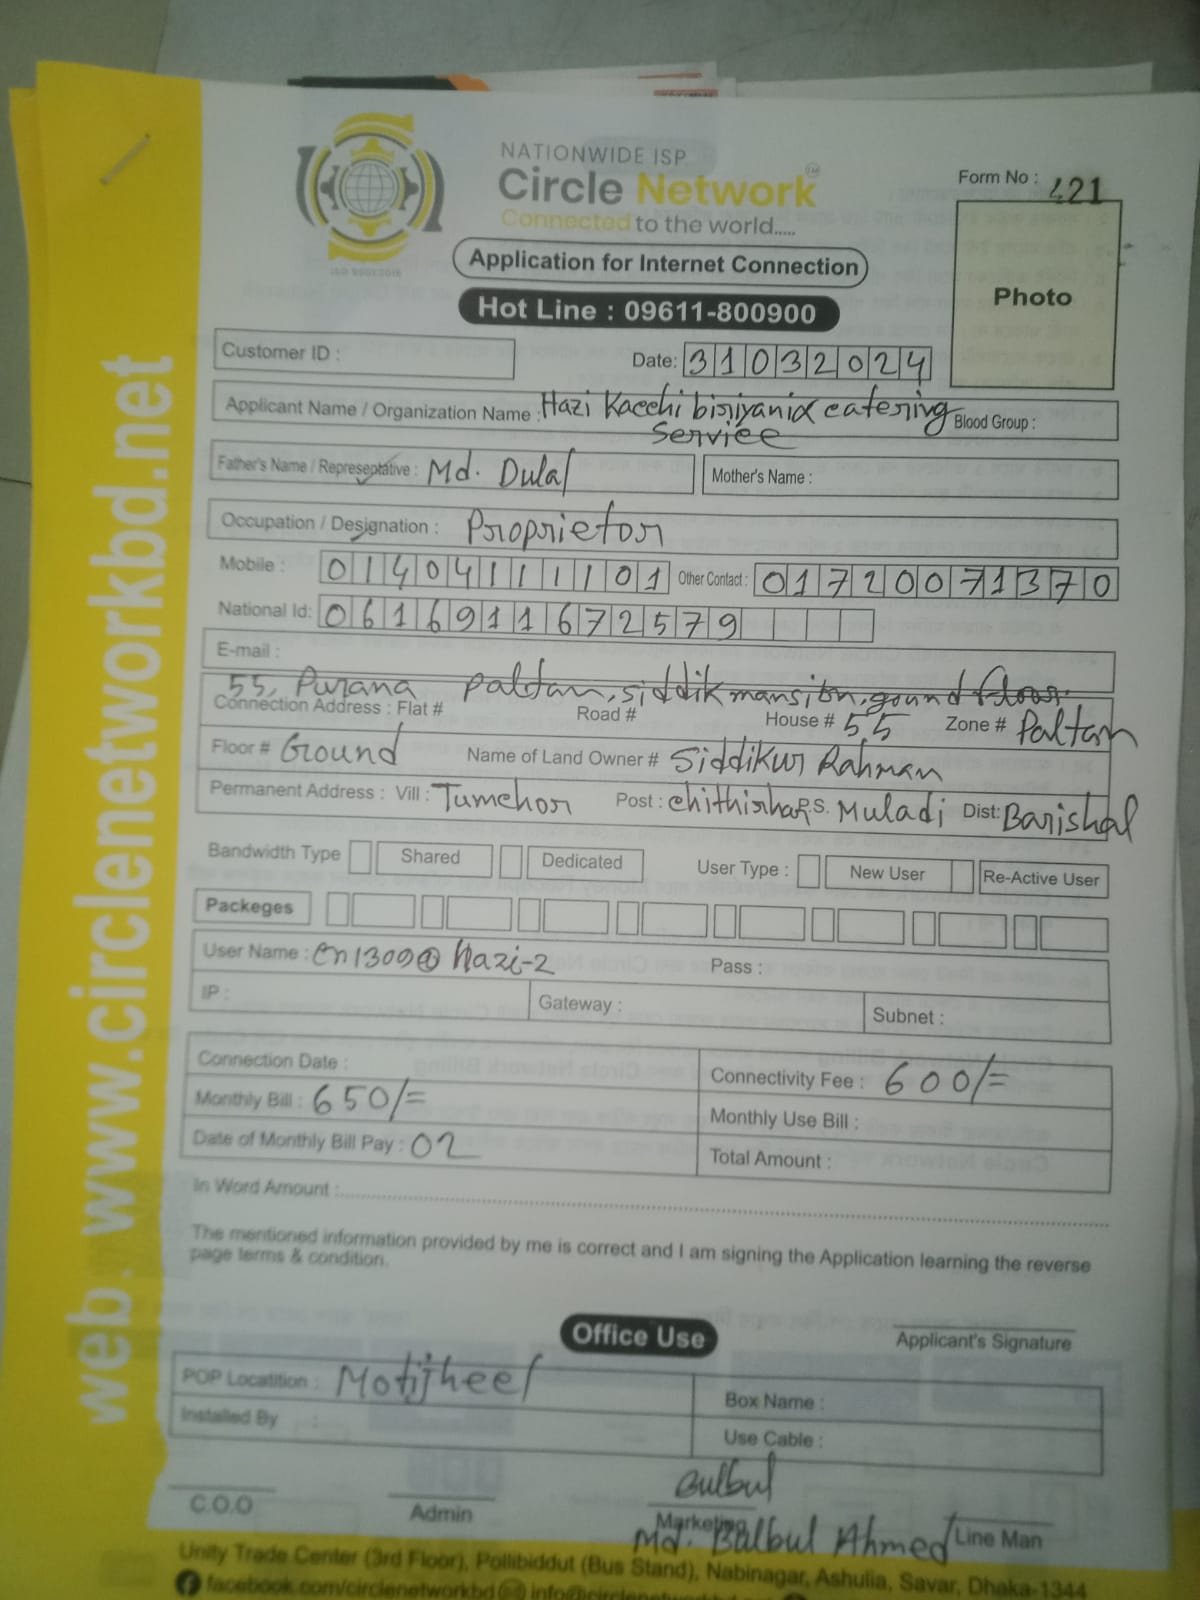 NATIONWIDE ISP
Circle Network
Connected to the world.....
ISO 9001:2015
Form No : 421
Application for Internet Connection
Hot Line : 09611-800900
Photo
Customer ID :
Date: 31032024
Applicant Name / Organization Name : Hazi Kacchi biriyani & catering Service
Blood Group :
Father's Name / Representative : Md. Dulal
Mother's Name :
Occupation / Designation : Proprietor
Mobile : 01404111101 Other Contact : 01720071370
National Id: 0616911672579
E-mail :
55, Purana paltan, siddik mansion, gound floor.
Connection Address : Flat # Road # House # 55 Zone # Paltan
Floor # Ground Name of Land Owner # Siddikur Rahman
Permanent Address : Vill : Tumchor Post : P.S. Muladi Dist: Barishal
Bandwidth Type Shared Dedicated User Type : New User Re-Active User
Packeges
User Name : cn1309@Hazi-2 Pass :
IP : Gateway : Subnet :
Connection Date :
Connectivity Fee : 600/=
Monthly Bill : 650/=
Monthly Use Bill :
Date of Monthly Bill Pay : 02
Total Amount :
In Word Amount :
The mentioned information provided by me is correct and I am signing the Application learning the reverse
page terms & condition.
Office Use
Applicant's Signature
POP Locatition : Motijheel
Box Name :
Installed By :
Use Cable :
Bulbul
C.O.O Admin Marketing Line Man
Md. Balbul Ahmed
Unity Trade Center (3rd Floor), Pollibiddut (Bus Stand), Nabinagar, Ashulia, Savar, Dhaka-1344
facebook.com/circlenetworkbd
web. www.circlenetworkbd.net